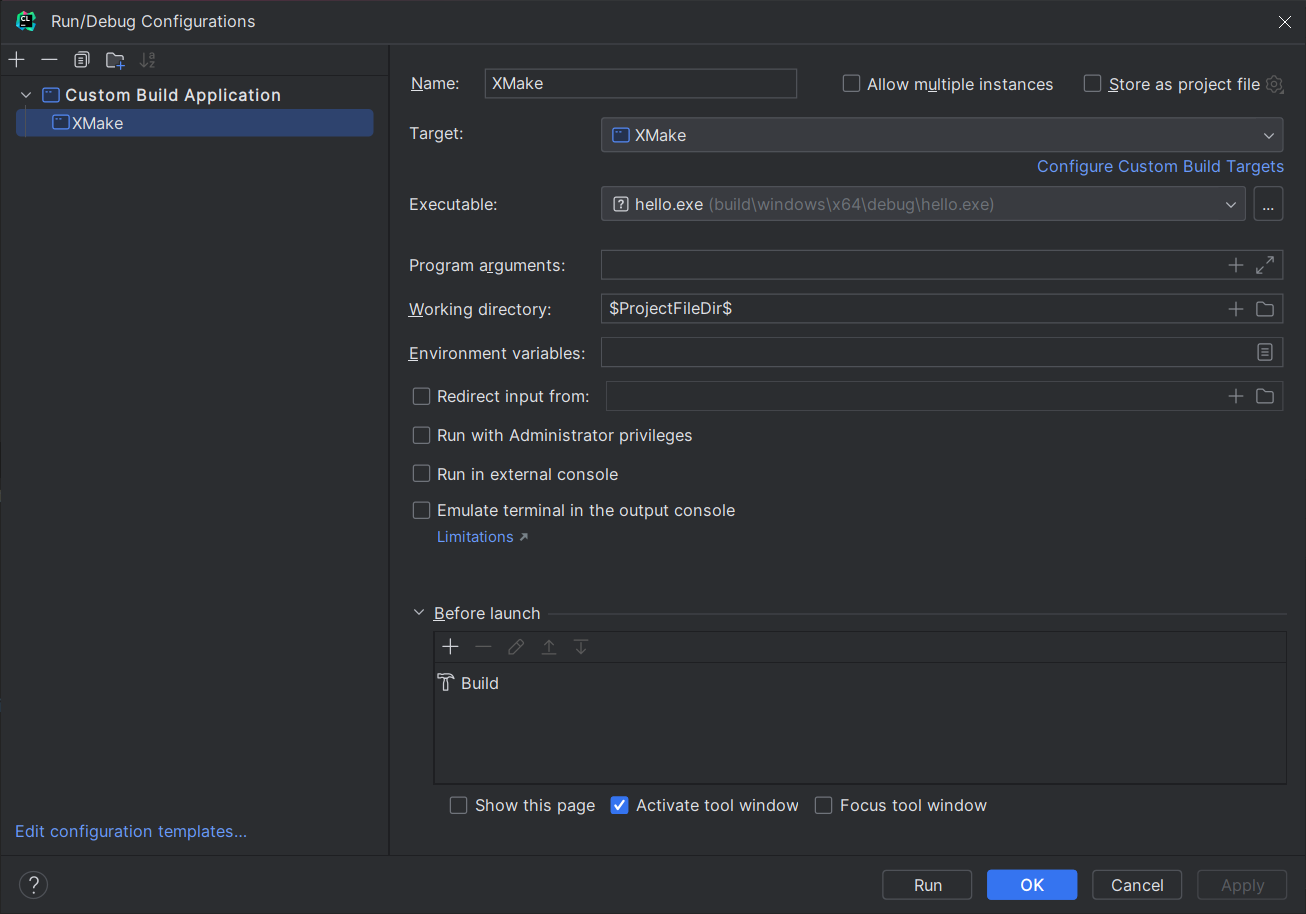 Run/Debug Configurations
Custom Build Application
XMake
Name: XMake Allow multiple instances Store as project file
Target: XMake
Configure Custom Build Targets
Executable: hello.exe (build\windows\x64\debug\hello.exe) ...
Program arguments:
Working directory: $ProjectFileDir$
Environment variables:
Redirect input from:
Run with Administrator privileges
Run in external console
Emulate terminal in the output console
Limitations
Before launch
Build
Show this page Activate tool window Focus tool window
Edit configuration templates...
? Run OK Cancel Apply